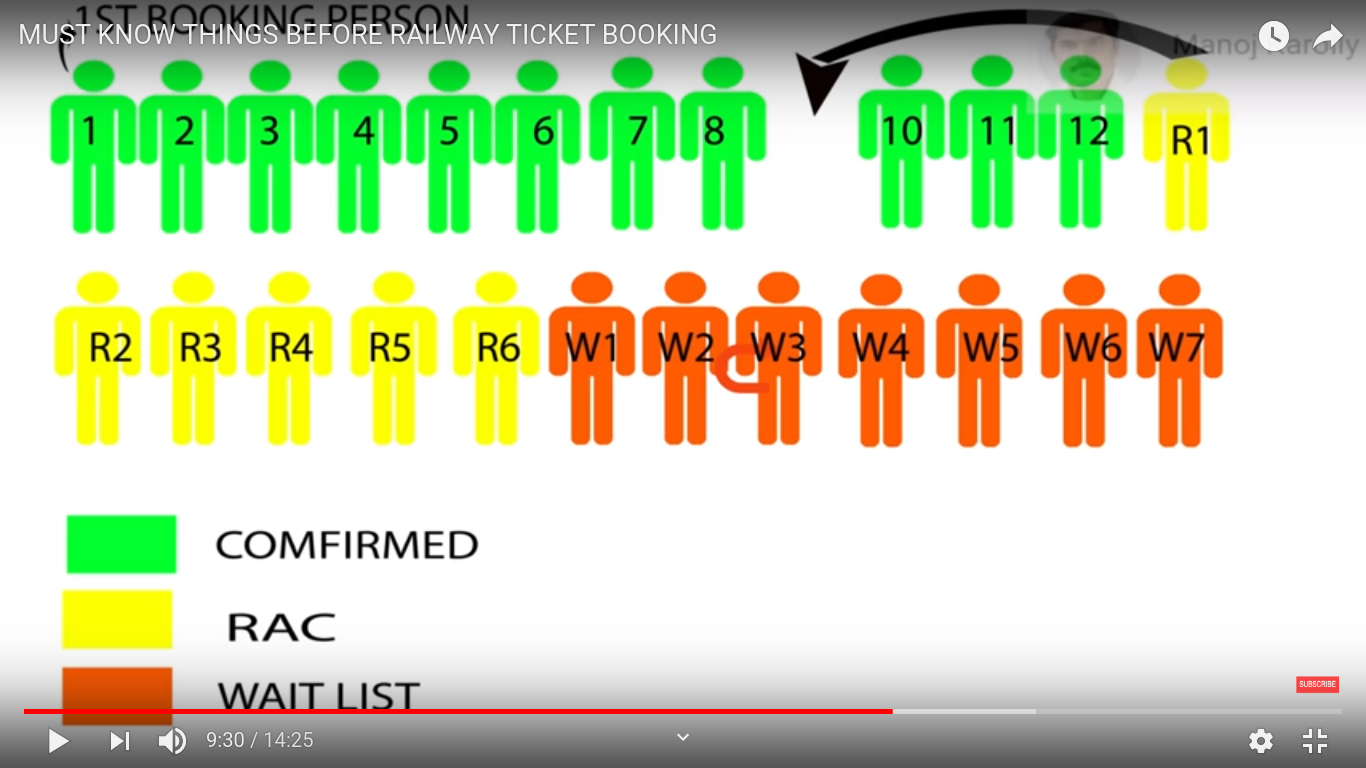 1ST BOOKING PERSON
MUST KNOW THINGS BEFORE RAILWAY TICKET BOOKING
Manoj Karolly
1 2 3 4 5 6 7 8 10 11 12 R1
R2 R3 R4 R5 R6 W1 W2 W3 W4 W5 W6 W7
COMFIRMED
RAC
WAIT LIST
SUBSCRIBE
9:30 / 14:25